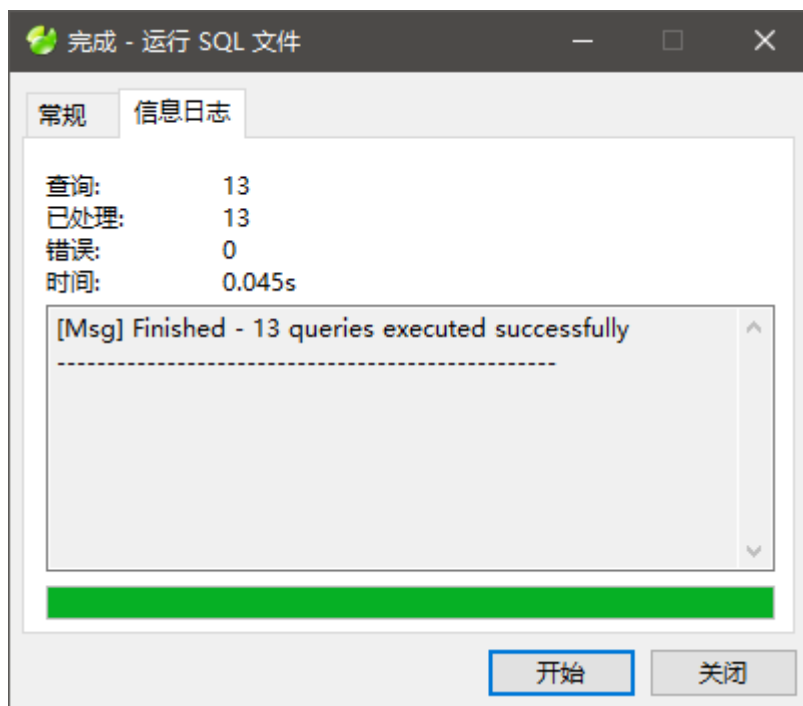 完成 - 运行 SQL 文件
常规 信息日志
查询: 13
已处理: 13
错误: 0
时间: 0.045s
[Msg] Finished - 13 queries executed successfully
--------------------------------------------------
开始 关闭